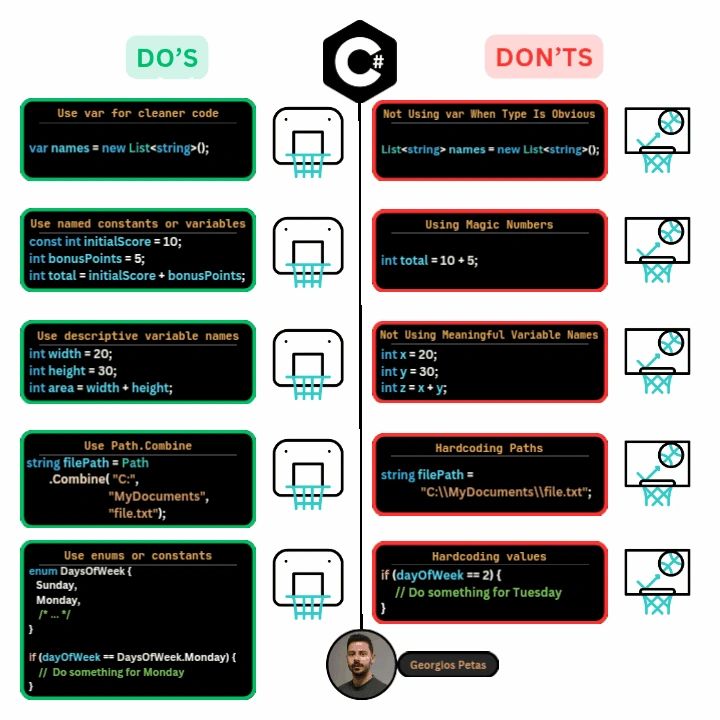 DO'S
C#
DON'TS
Use var for cleaner code
var names = new List<string>();
Not Using var When Type Is Obvious
List<string> names = new List<string>();
Use named constants or variables
const int initialScore = 10;
int bonusPoints = 5;
int total = initialScore + bonusPoints;
Using Magic Numbers
int total = 10 + 5;
Use descriptive variable names
int width = 20;
int height = 30;
int area = width + height;
Not Using Meaningful Variable Names
int x = 20;
int y = 30;
int z = x + y;
Use Path.Combine
string filePath = Path
.Combine( "C:",
"MyDocuments",
"file.txt");
Hardcoding Paths
string filePath =
"C:\\MyDocuments\\file.txt";
Use enums or constants
enum DaysOfWeek {
Sunday,
Monday,
/* ... */
}
if (dayOfWeek == DaysOfWeek.Monday) {
// Do something for Monday
}
Hardcoding values
if (dayOfWeek == 2) {
// Do something for Tuesday
}
Georgios Petas